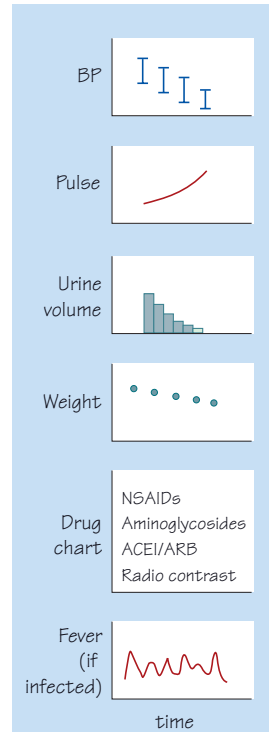 BP
Pulse
Urine
volume
Weight
Drug
chart
NSAIDs
Aminoglycosides
ACEI/ARB
Radio contrast
Fever
(if
infected)
time